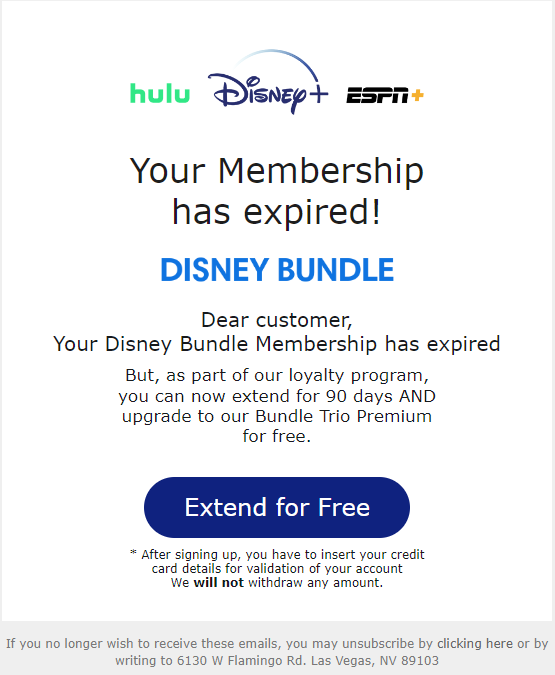 hulu Disney+ ESPN+
Your Membership
has expired!
DISNEY BUNDLE
Dear customer,
Your Disney Bundle Membership has expired
But, as part of our loyalty program,
you can now extend for 90 days AND
upgrade to our Bundle Trio Premium
for free.
Extend for Free
* After signing up, you have to insert your credit
card details for validation of your account
We will not withdraw any amount.
If you no longer wish to receive these emails, you may unsubscribe by clicking here or by
writing to 6130 W Flamingo Rd. Las Vegas, NV 89103